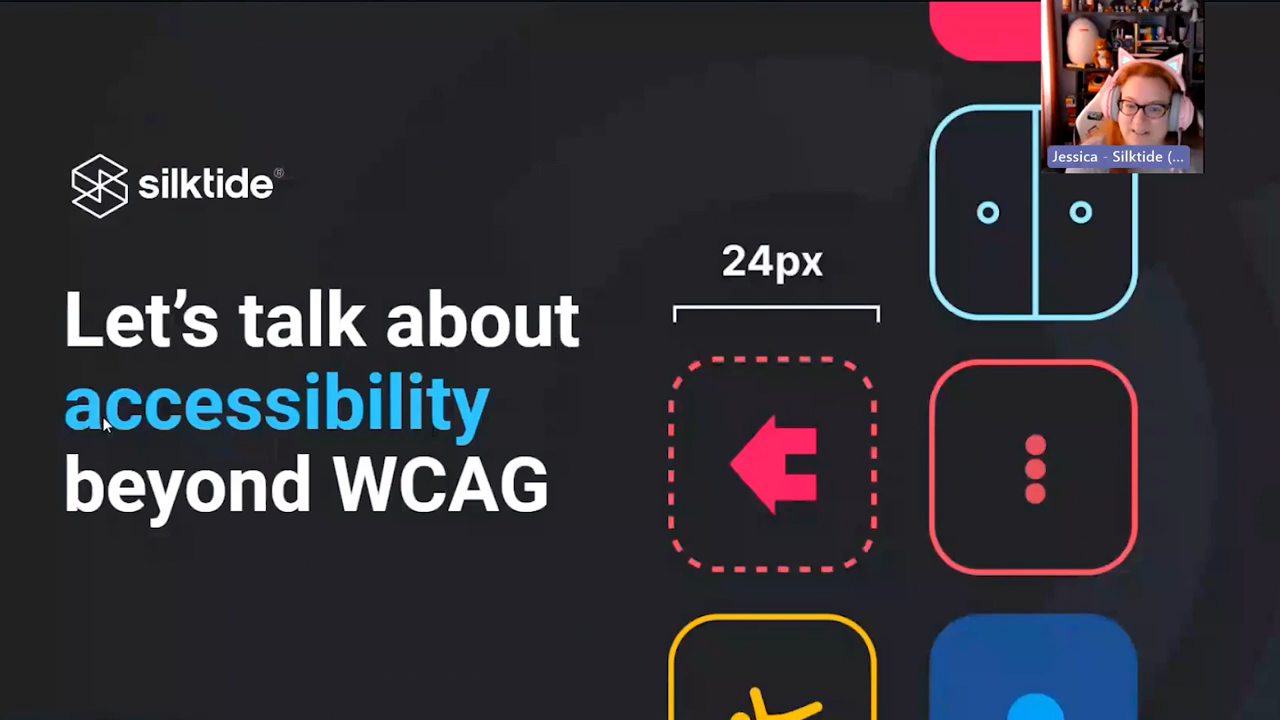 Jessica - Silktide (...
silktide®
24px
Let's talk about
accessibility
beyond WCAG